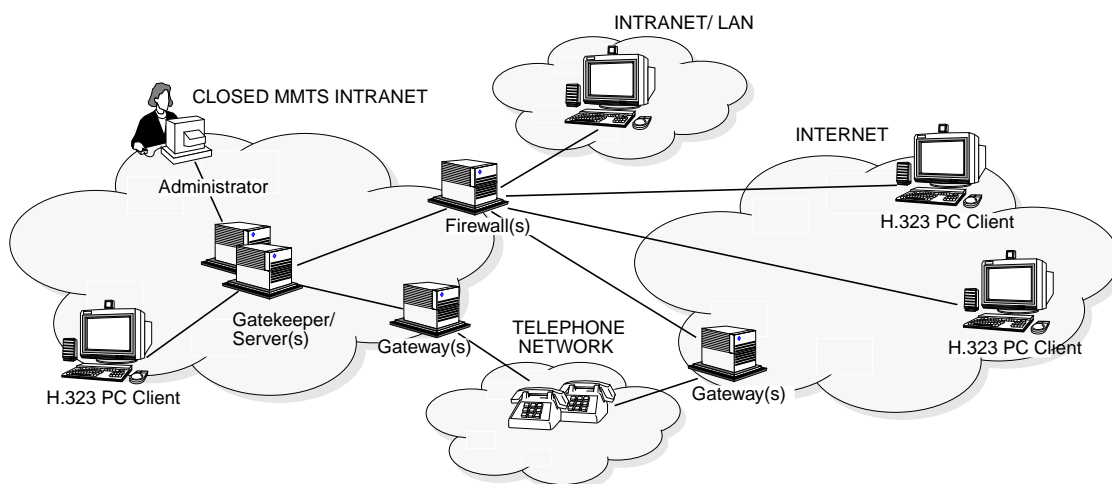 INTRANET/ LAN
CLOSED MMTS INTRANET
INTERNET
Administrator
Firewall(s)
H.323 PC Client
Gatekeeper/
Server(s)
Gateway(s)
TELEPHONE
NETWORK
H.323 PC Client
H.323 PC Client
Gateway(s)